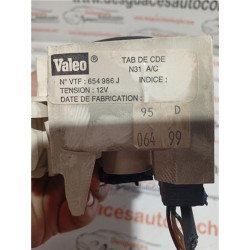 Valeo ®
TAB DE CDE
N31 A/C
N° VTF : 654 986 J
INDICE :
TENSION : 12V
DATE DE FABRICATION :
95 D
064 99